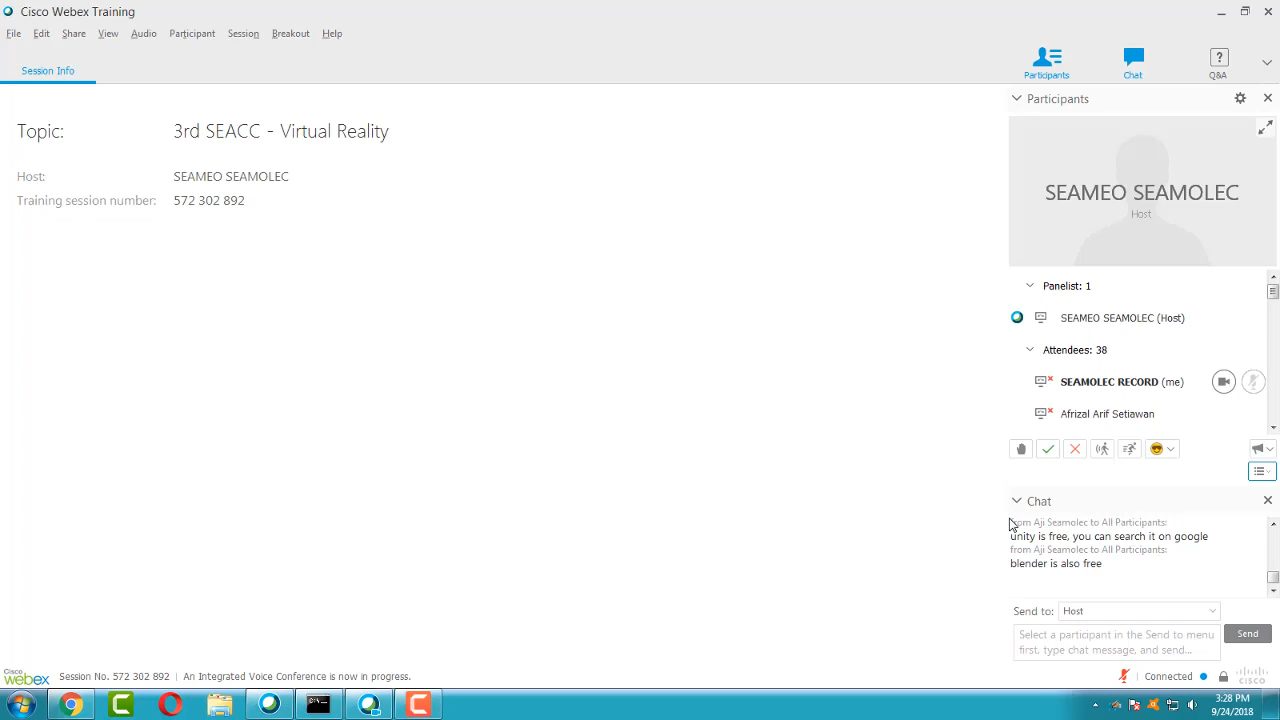 Cisco Webex Training
File Edit Share View Audio Participant Session Breakout Help
Session Info
Participants Chat Q&A
Participants
Topic: 3rd SEACC - Virtual Reality
Host: SEAMEO SEAMOLEC
Training session number: 572 302 892
SEAMEO SEAMOLEC
Host
Panelist: 1
SEAMEO SEAMOLEC (Host)
Attendees: 38
SEAMOLEC RECORD (me)
Afrizal Arif Setiawan
Chat
from Aji Seamolec to All Participants:
unity is free, you can search it on google
from Aji Seamolec to All Participants:
blender is also free
Send to: Host
Select a participant in the Send to menu
first, type chat message, and send...
Send
Cisco webex Session No. 572 302 892 | An Integrated Voice Conference is now in progress. Connected cisco
3:28 PM
9/24/2018